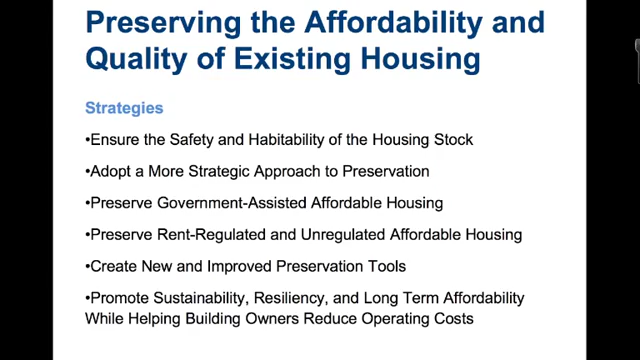 Preserving the Affordability and
Quality of Existing Housing
Strategies
•Ensure the Safety and Habitability of the Housing Stock
•Adopt a More Strategic Approach to Preservation
•Preserve Government-Assisted Affordable Housing
•Preserve Rent-Regulated and Unregulated Affordable Housing
•Create New and Improved Preservation Tools
•Promote Sustainability, Resiliency, and Long Term Affordability
While Helping Building Owners Reduce Operating Costs